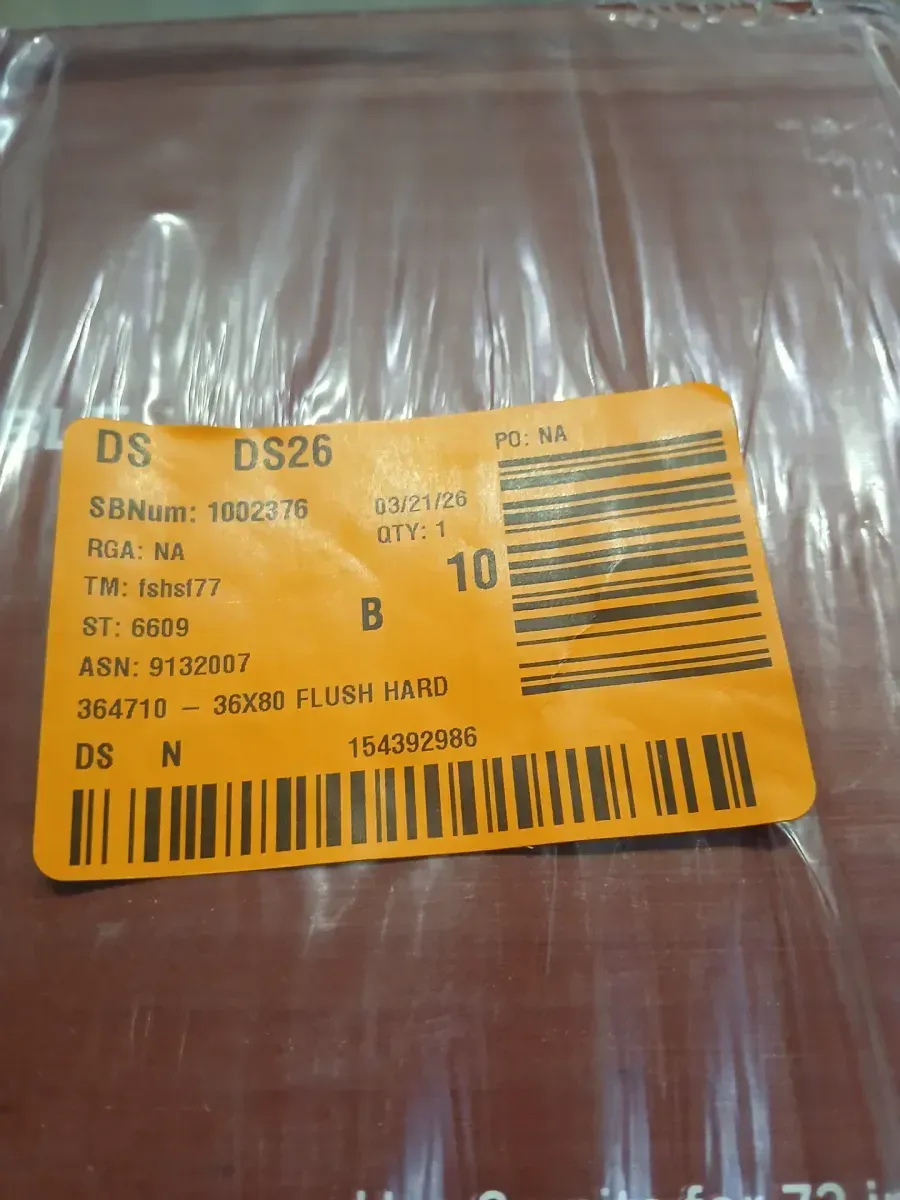 DS DS26 PO: NA
SBNum: 1002376 03/21/26
RGA: NA QTY: 1
TM: fshsf77 10
ST: 6609 B
ASN: 9132007
364710 – 36X80 FLUSH HARD
DS N 154392986